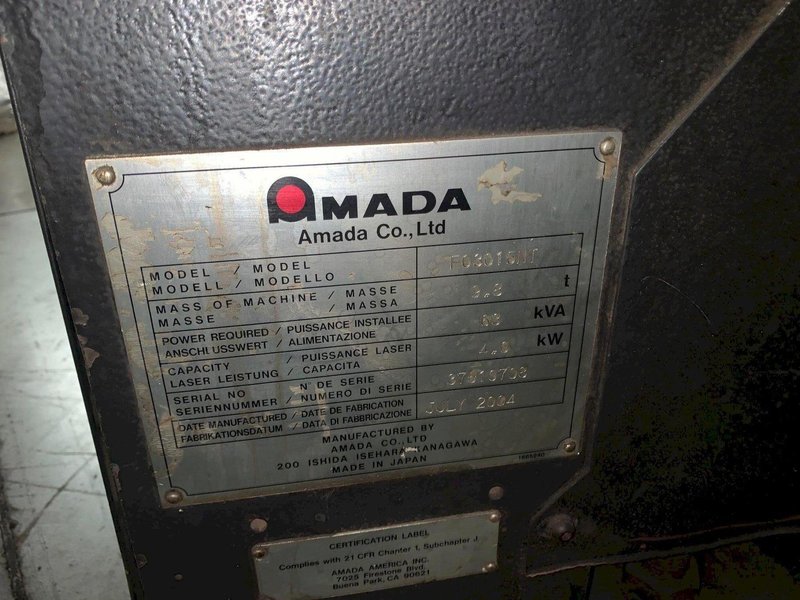 AMADA
Amada Co.,Ltd
MODEL / MODEL
MODELL / MODELLO
FO3015NT
MASS OF MACHINE / MASSE
MASSE / MASSA
t
POWER REQUIRED / PUISSANCE INSTALLEE
ANSCHLUSSWERT / ALIMENTAZIONE
kVA
CAPACITY / PUISSANCE LASER
LASER LEISTUNG / CAPACITA
4.0 kW
SERIAL NO / N° DE SERIE
SERIENNUMMER / NUMERO DI SERIE
DATE MANUFACTURED / DATE DE FABRICATION
FABRIKATIONSDATUM / DATA DI FABBRICAZIONE
JULY 2004
MANUFACTURED BY
AMADA CO.,LTD
200 ISHIDA ISEHARA KANAGAWA
MADE IN JAPAN
CERTIFICATION LABEL
Complies with 21 CFR Chapter 1, Subchapter J
AMADA AMERICA INC.
7025 Firestone Blvd.
Buena Park, CA 90621